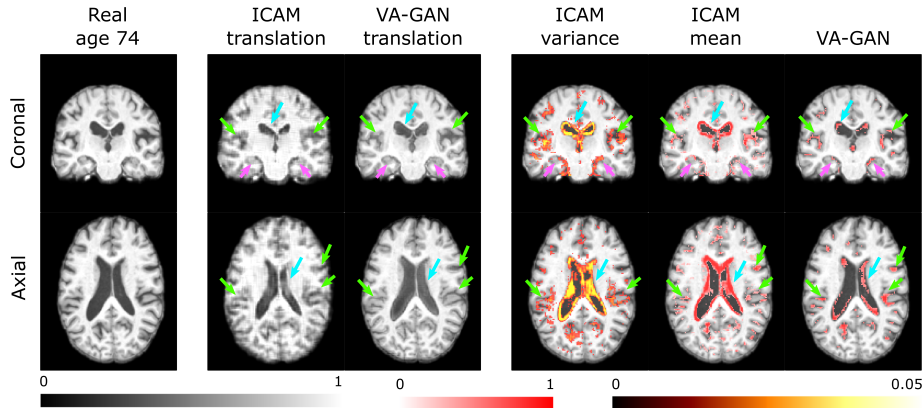 Real
age 74
ICAM
translation
VA-GAN
translation
ICAM
variance
ICAM
mean
VA-GAN
Coronal
Axial
0
1
0
1
0
0.05